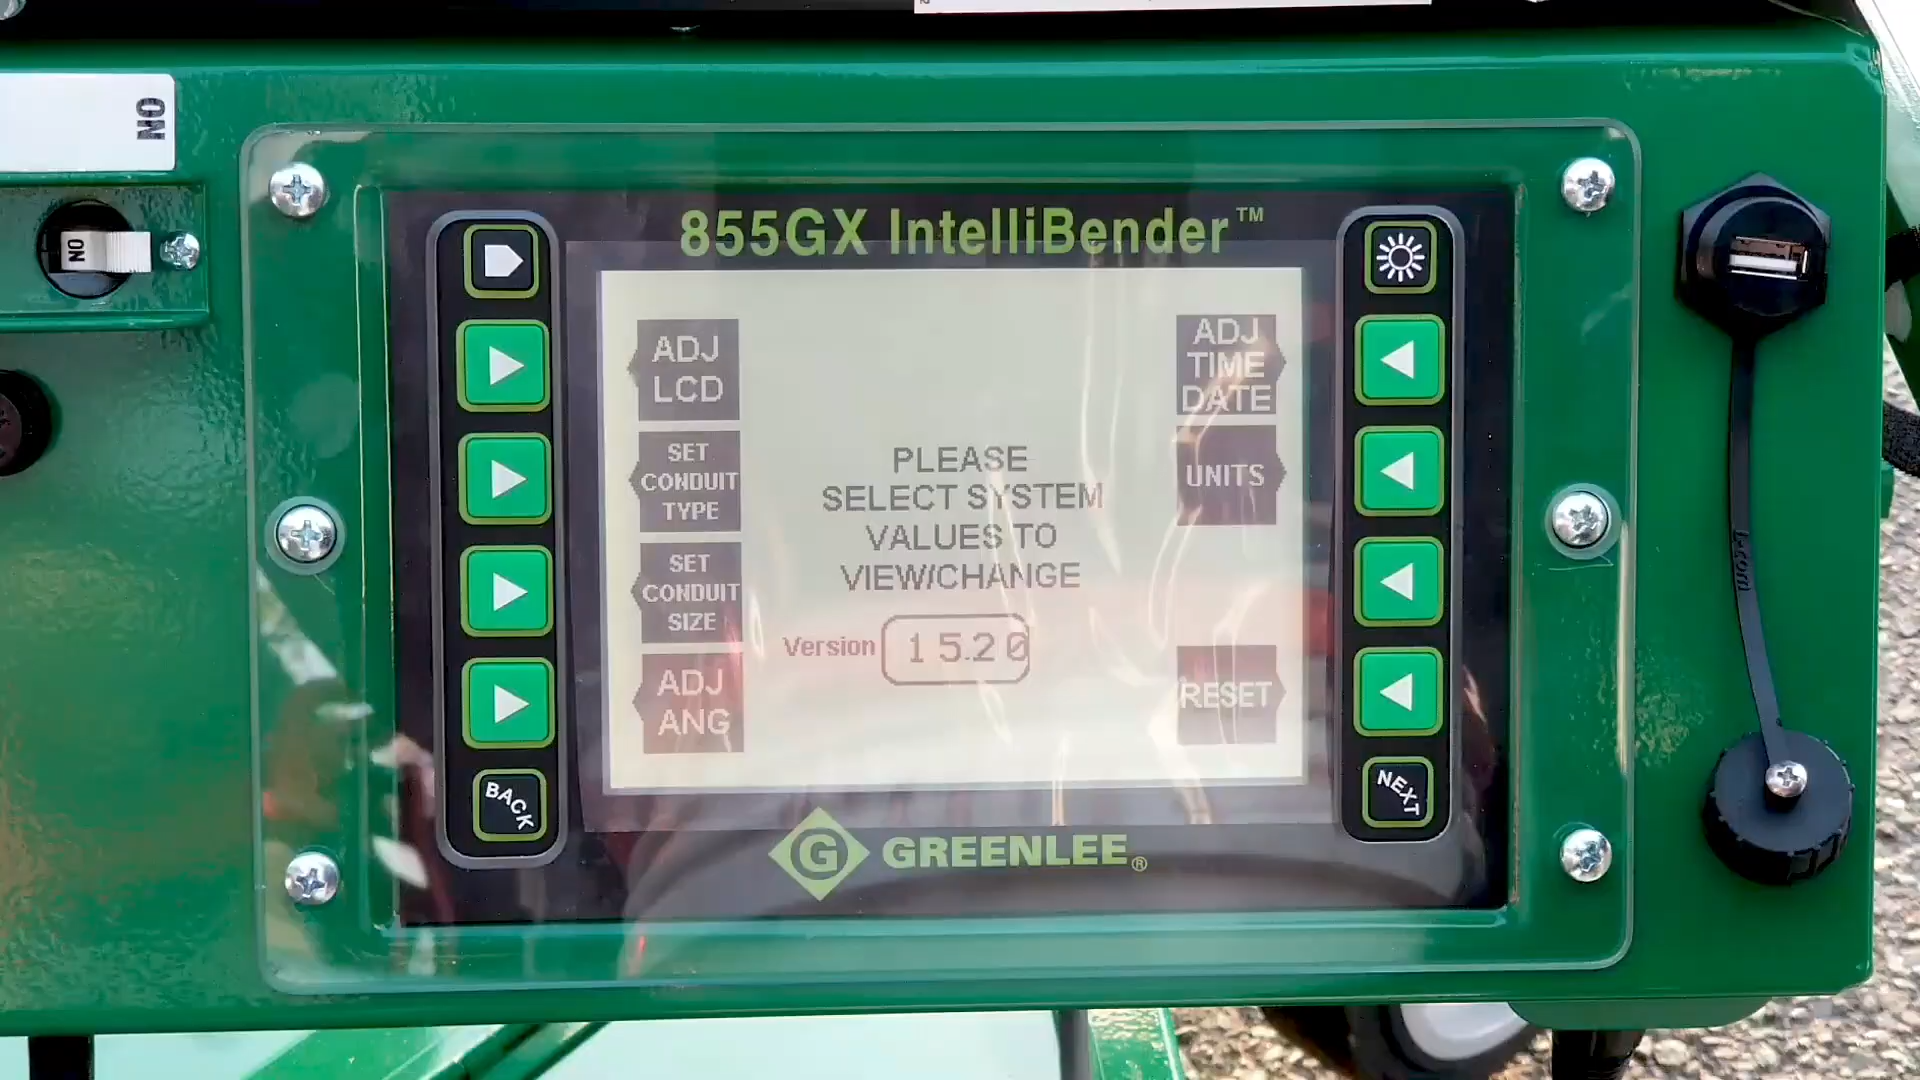 ON
ON
855GX IntelliBender™
ADJ
LCD
SET
CONDUIT
TYPE
SET
CONDUIT
SIZE
ADJ
ANG
PLEASE
SELECT SYSTEM
VALUES TO
VIEW/CHANGE
Version 15.20
ADJ
TIME
DATE
UNITS
RESET
BACK
NEXT
G GREENLEE®